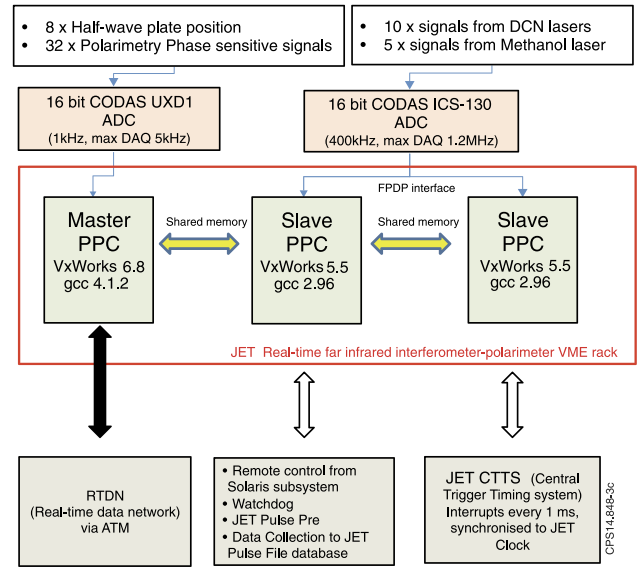 • 8 x Half-wave plate position
• 32 x Polarimetry Phase sensitive signals
• 10 x signals from DCN lasers
• 5 x signals from Methanol laser
16 bit CODAS UXD1
ADC
(1kHz, max DAQ 5kHz)
16 bit CODAS ICS-130
ADC
(400kHz, max DAQ 1.2MHz)
FPDP interface
Master
PPC
VxWorks 6.8
gcc 4.1.2
Shared memory
Slave
PPC
VxWorks 5.5
gcc 2.96
Shared memory
Slave
PPC
VxWorks 5.5
gcc 2.96
JET Real-time far infrared interferometer-polarimeter VME rack
RTDN
(Real-time data network)
via ATM
• Remote control from
Solaris subsystem
• Watchdog
• JET Pulse Pre
• Data Collection to JET
Pulse File database
JET CTTS (Central
Trigger Timing system)
Interrupts every 1 ms,
synchronised to JET
Clock
CPS14.848-3c